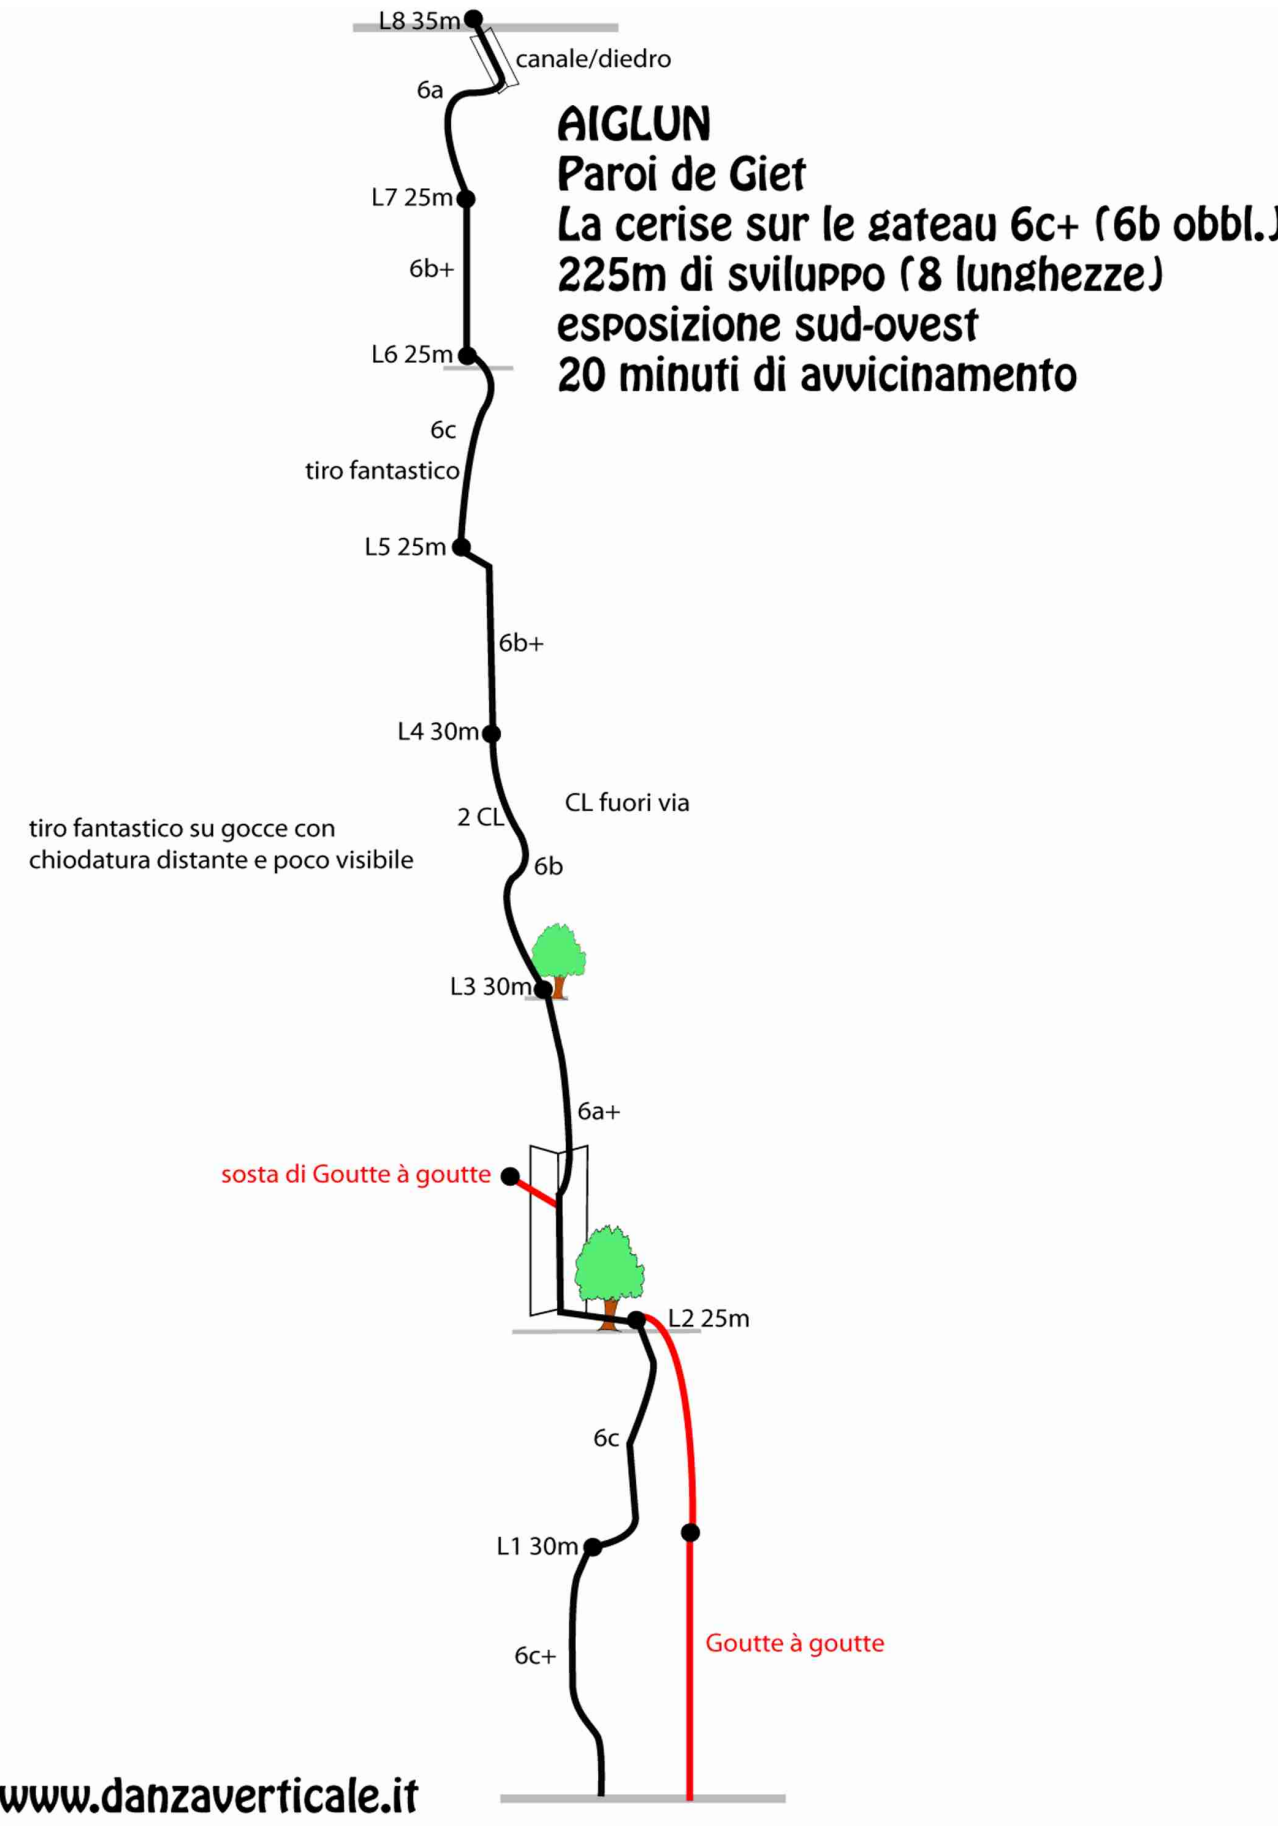 L8 35m
canale/diedro
6a
AIGLUN
Paroi de Giet
L7 25m
La cerise sur le gateau 6c+ (6b obbl.)
6b+
225m di sviluppo (8 lunghezze)
esposizione sud-ovest
L6 25m
20 minuti di avvicinamento
6c
tiro fantastico
L5 25m
6b+
L4 30m
CL fuori via
2 CL
tiro fantastico su gocce con
chiodatura distante e poco visibile
6b
L3 30m
6a+
sosta di Goutte à goutte
L2 25m
6c
L1 30m
Goutte à goutte
6c+
www.danzaverticale.it